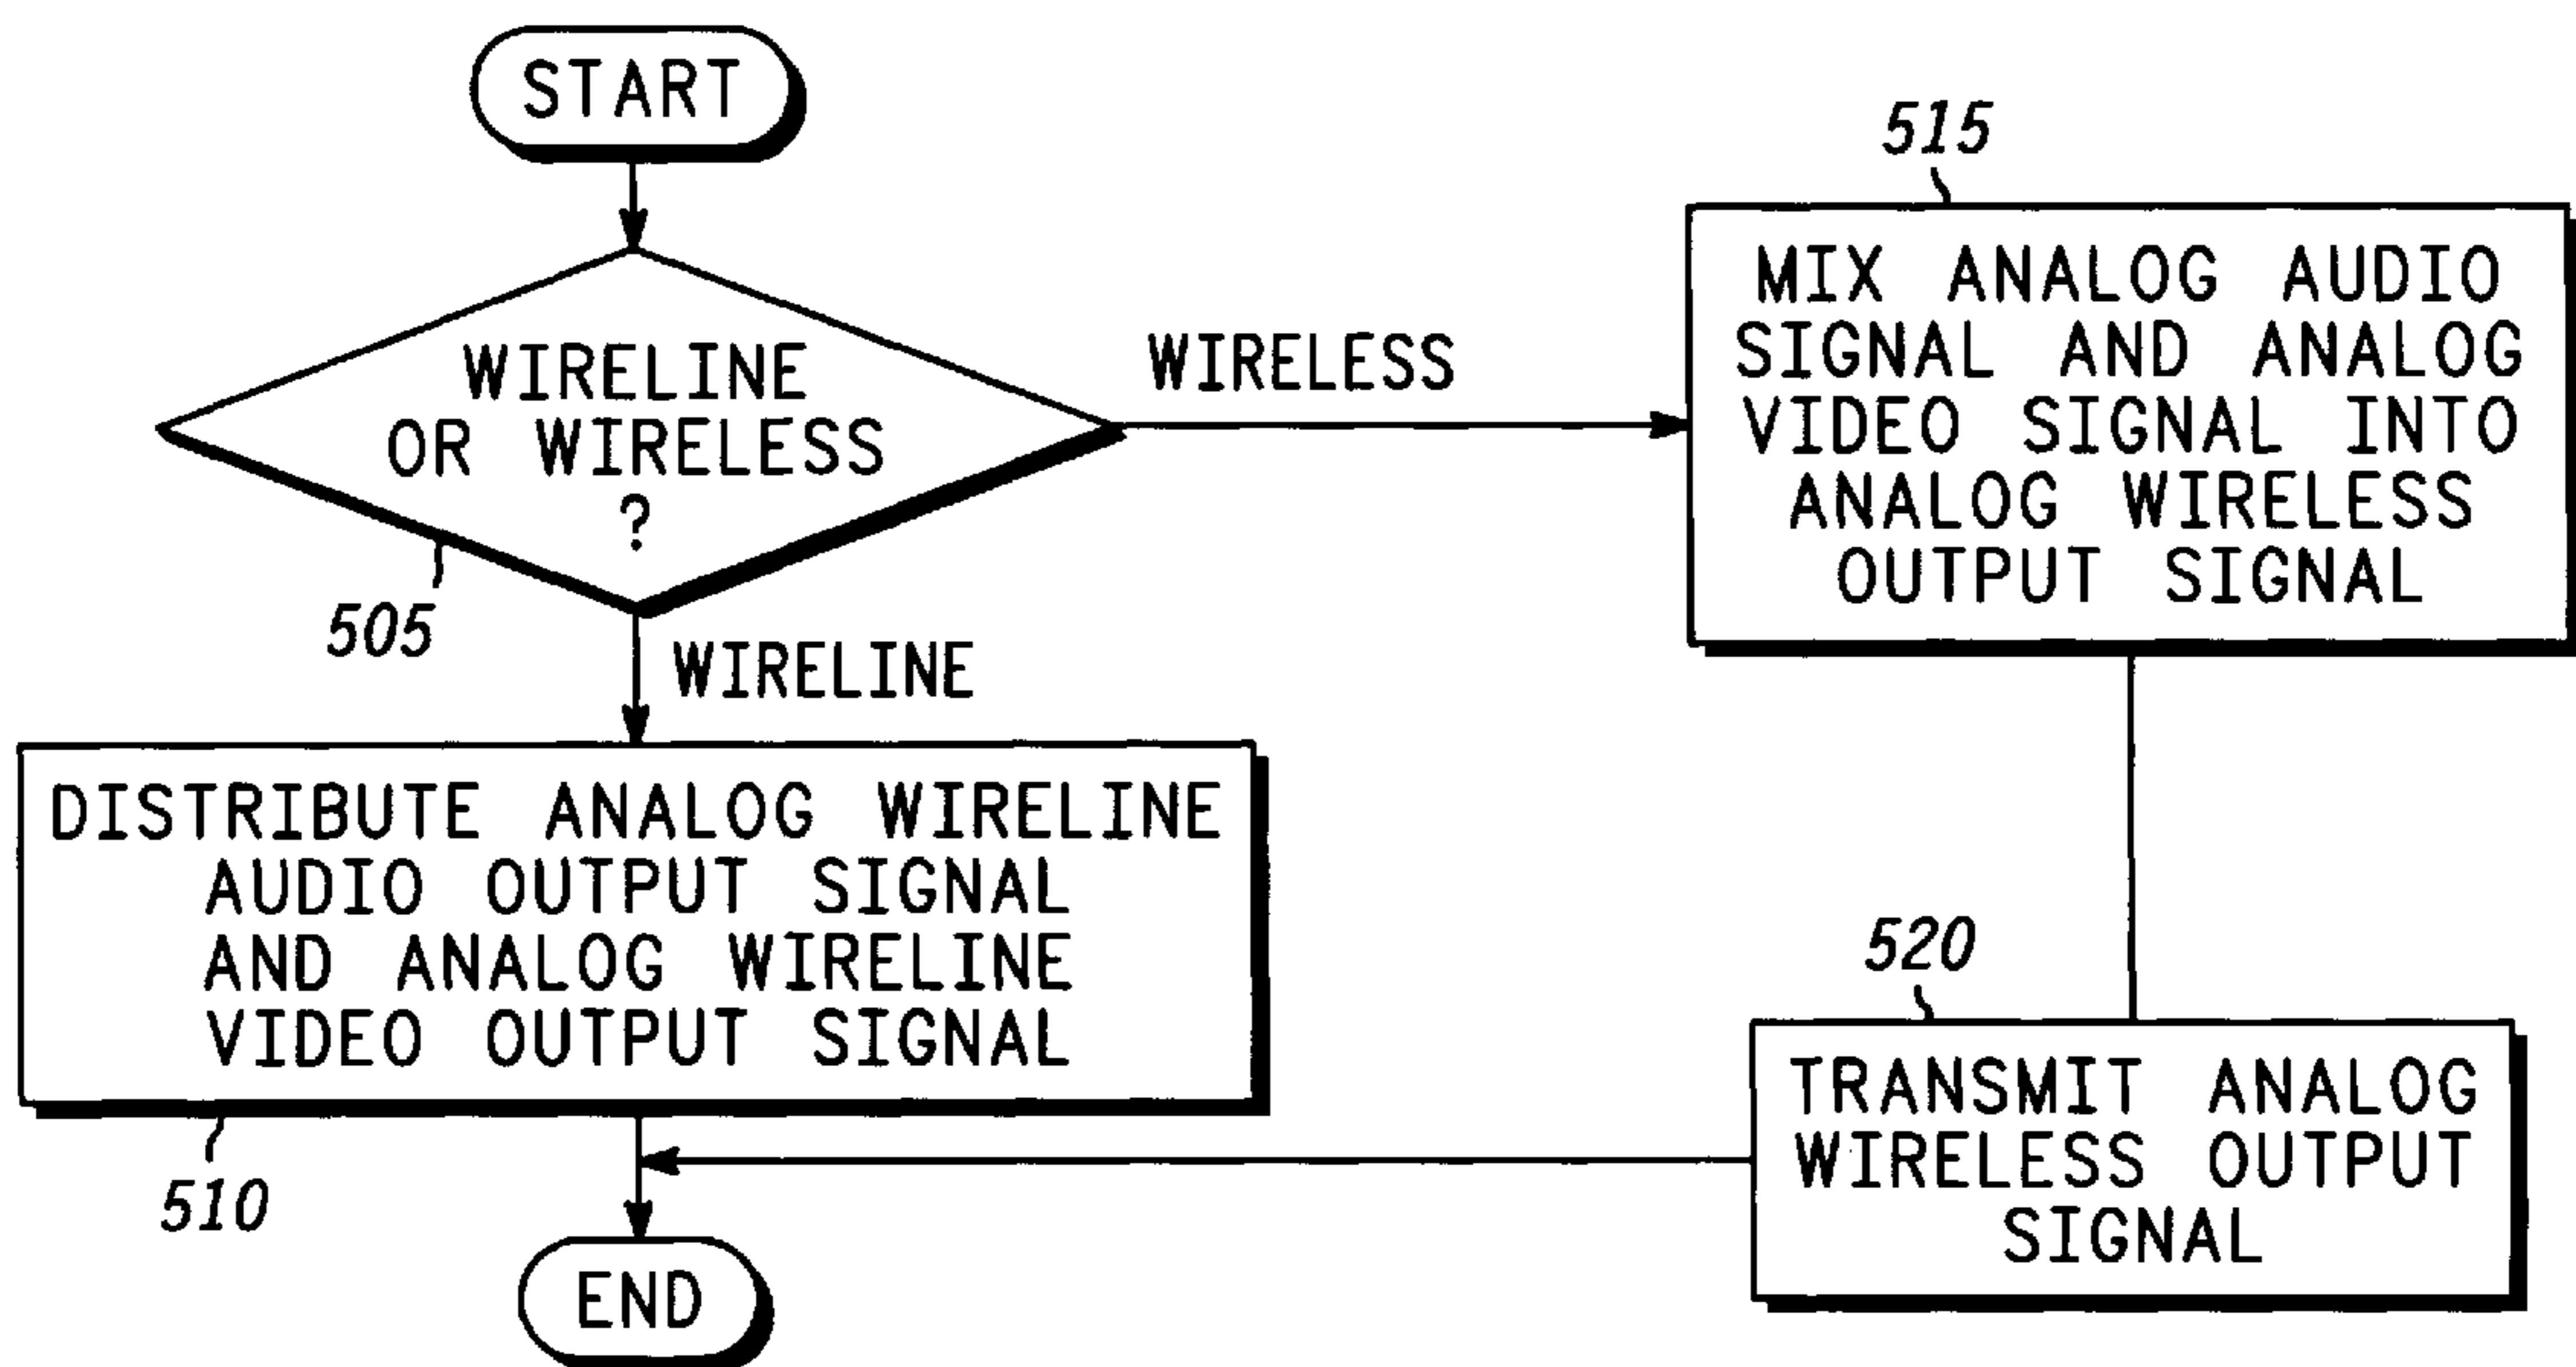 START
WIRELINE
OR WIRELESS
?
505
WIRELESS
515
MIX ANALOG AUDIO
SIGNAL AND ANALOG
VIDEO SIGNAL INTO
ANALOG WIRELESS
OUTPUT SIGNAL
WIRELINE
DISTRIBUTE ANALOG WIRELINE
AUDIO OUTPUT SIGNAL
AND ANALOG WIRELINE
VIDEO OUTPUT SIGNAL
510
520
TRANSMIT ANALOG
WIRELESS OUTPUT
SIGNAL
END